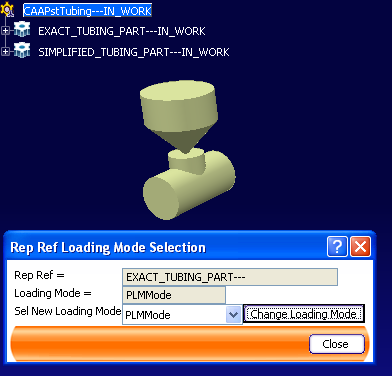 CAAPstTubing---IN_WORK
EXACT_TUBING_PART---IN_WORK
SIMPLIFIED_TUBING_PART---IN_WORK
Rep Ref Loading Mode Selection
Rep Ref =
EXACT_TUBING_PART---
Loading Mode =
PLMMode
Sel New Loading Mode
PLMMode
Change Loading Mode
Close